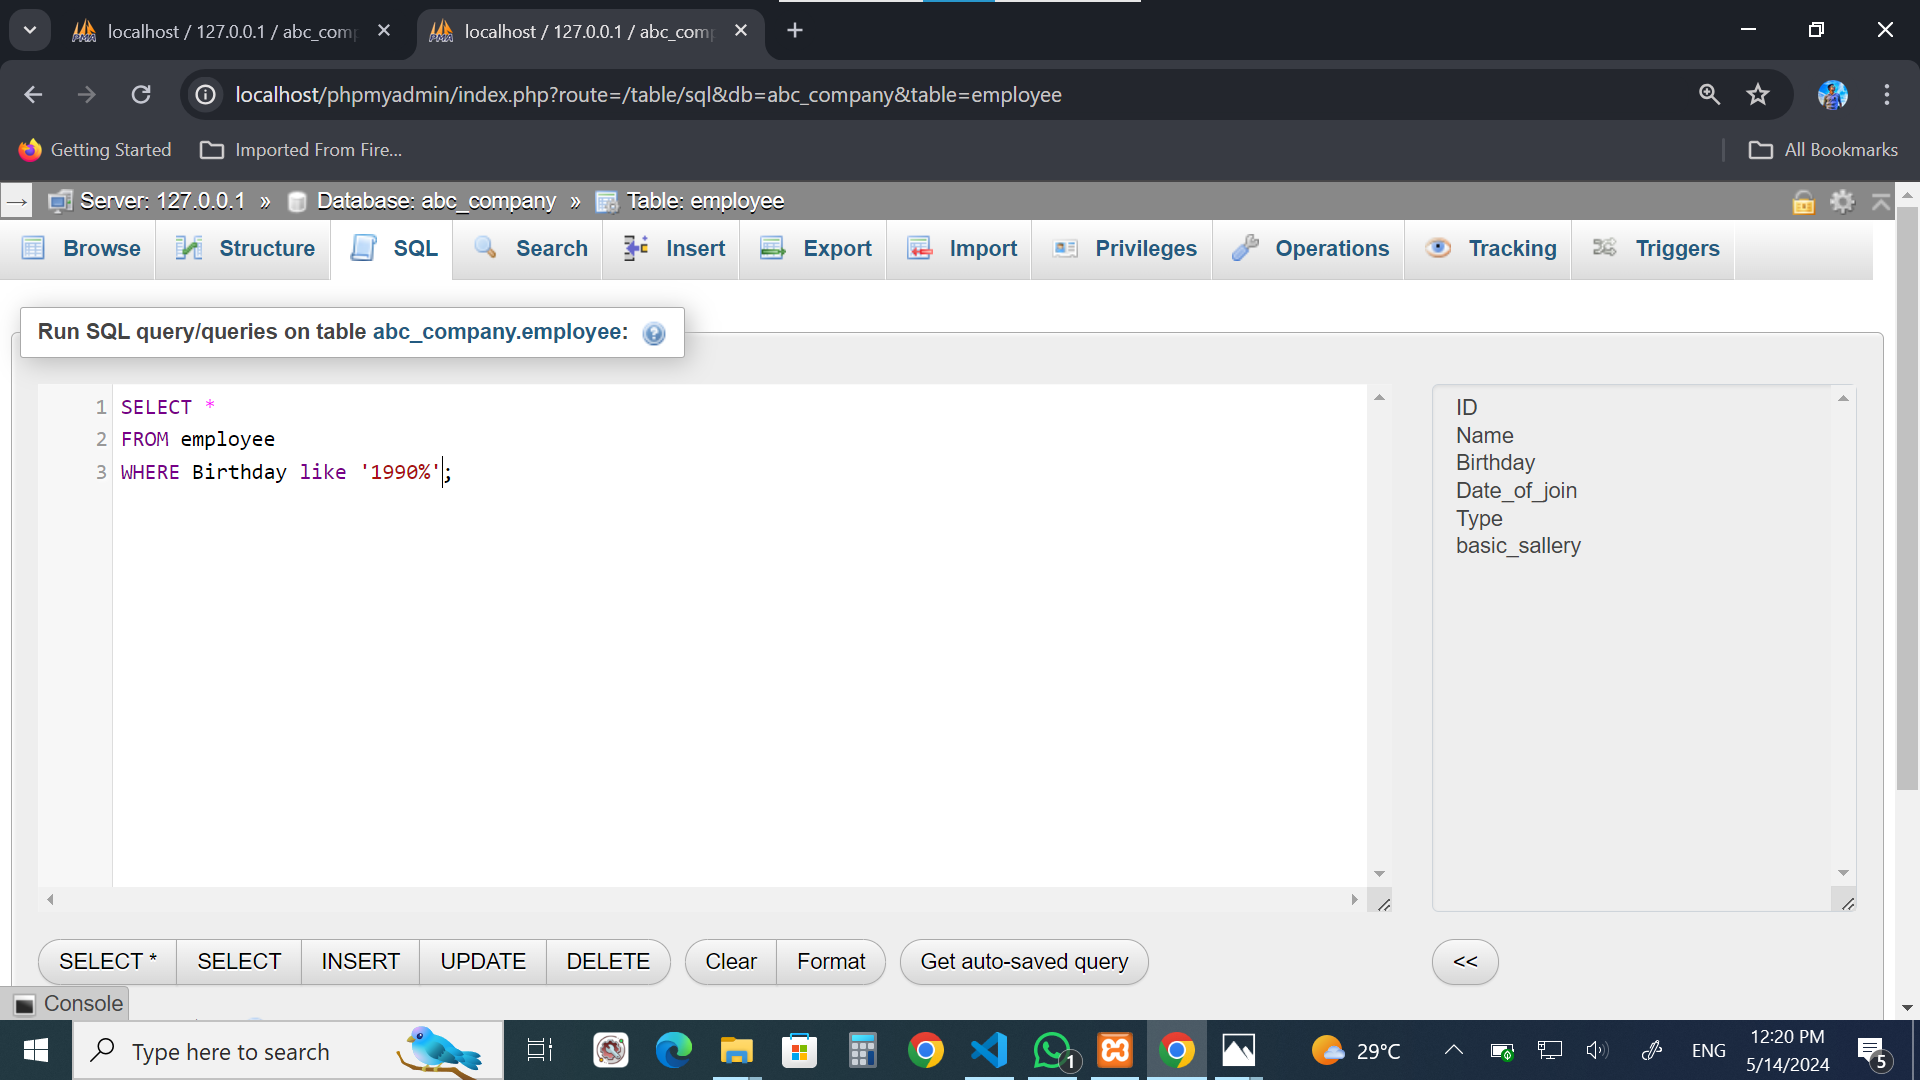 localhost / 127.0.0.1 / abc_comp
localhost / 127.0.0.1 / abc_comp
localhost/phpmyadmin/index.php?route=/table/sql&db=abc_company&table=employee
Getting Started
Imported From Fire...
All Bookmarks
Server: 127.0.0.1 » Database: abc_company » Table: employee
Browse
Structure
SQL
Search
Insert
Export
Import
Privileges
Operations
Tracking
Triggers
Run SQL query/queries on table abc_company.employee:
1 SELECT *
2 FROM employee
3 WHERE Birthday like '1990%';
ID
Name
Birthday
Date_of_join
Type
basic_sallery
SELECT *
SELECT
INSERT
UPDATE
DELETE
Clear
Format
Get auto-saved query
<<
Console
Type here to search
1
29°C
ENG
12:20 PM
5/14/2024
5